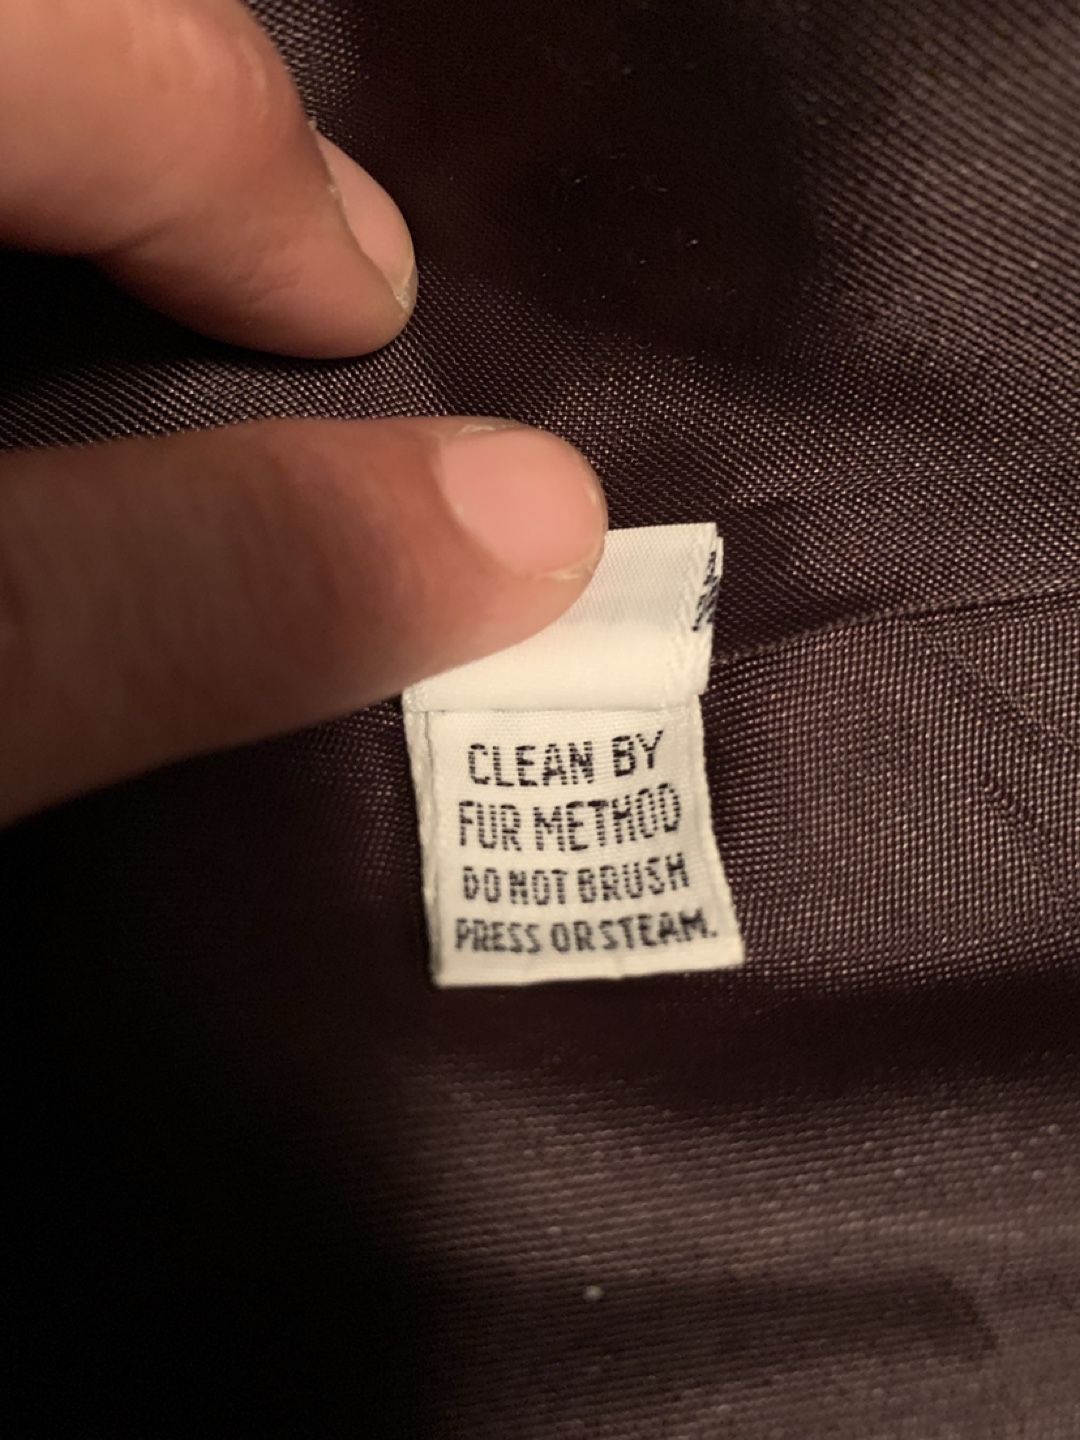 CLEAN BY
FUR METHOD
DO NOT BRUSH
PRESS OR STEAM.